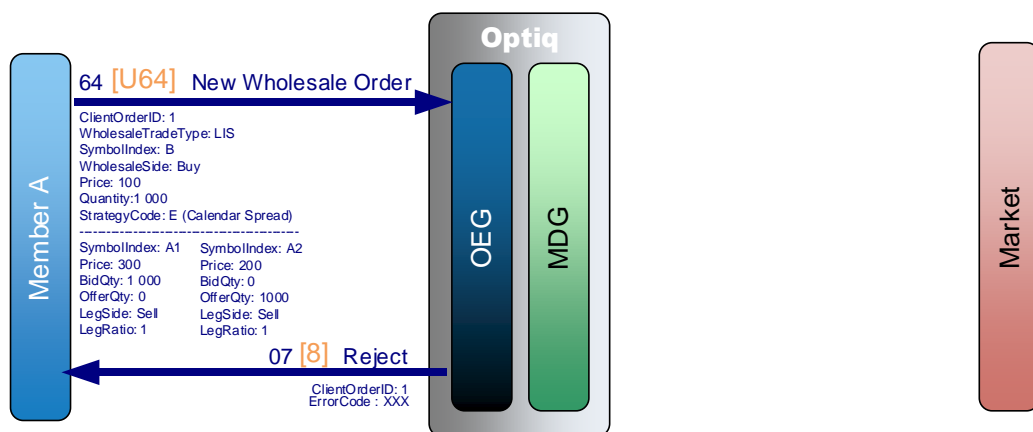 Optiq
64 [U64] New Wholesale Order
ClientOrderID: 1
WholesaleTradeType: LIS
SymbolIndex: B
WholesaleSide: Buy
Price: 100
Quantity:1 000
StrategyCode: E (Calendar Spread)
--------------------------------------------
SymbolIndex: A1 SymbolIndex: A2
Price: 300 Price: 200
BidQty: 1 000 BidQty: 0
OfferQty: 0 OfferQty: 1000
LegSide: Sell LegSide: Sell
LegRatio: 1 LegRatio: 1
07 [8] Reject
ClientOrderID: 1
ErrorCode : XXX
Member A
OEG
MDG
Market